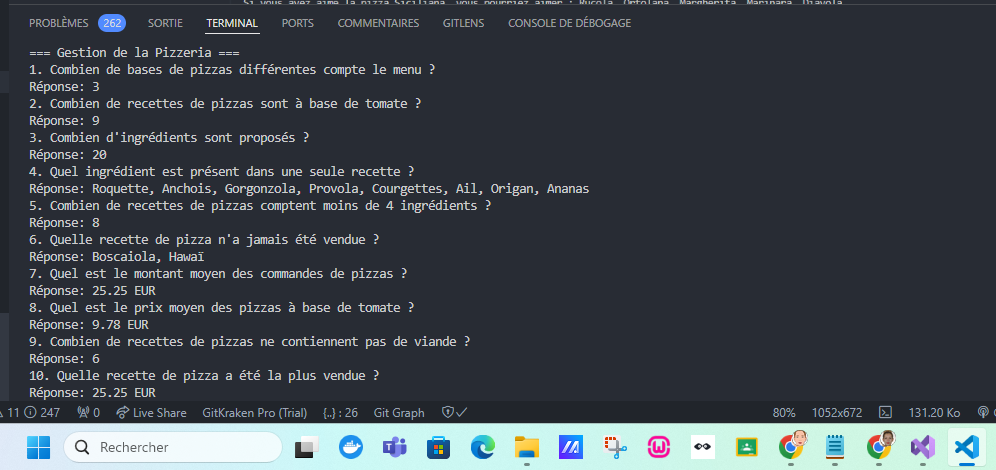 Si vous avez aimé la pizza Siciliana, vous pourriez aimer : Rucola, Ortolana, Margherita, Marinara, Diavola
PROBLÈMES 262 SORTIE TERMINAL PORTS COMMENTAIRES GITLENS CONSOLE DE DÉBOGAGE
=== Gestion de la Pizzeria ===
1. Combien de bases de pizzas différentes compte le menu ?
Réponse: 3
2. Combien de recettes de pizzas sont à base de tomate ?
Réponse: 9
3. Combien d'ingrédients sont proposés ?
Réponse: 20
4. Quel ingrédient est présent dans une seule recette ?
Réponse: Roquette, Anchois, Gorgonzola, Provola, Courgettes, Ail, Origan, Ananas
5. Combien de recettes de pizzas comptent moins de 4 ingrédients ?
Réponse: 8
6. Quelle recette de pizza n'a jamais été vendue ?
Réponse: Boscaiola, Hawaï
7. Quel est le montant moyen des commandes de pizzas ?
Réponse: 25.25 EUR
8. Quel est le prix moyen des pizzas à base de tomate ?
Réponse: 9.78 EUR
9. Combien de recettes de pizzas ne contiennent pas de viande ?
Réponse: 6
10. Quelle recette de pizza a été la plus vendue ?
Réponse: 25.25 EUR
11 247 0 Live Share GitKraken Pro (Trial) {..} : 26 Git Graph 80% 1052x672 131.20 Ko
Rechercher